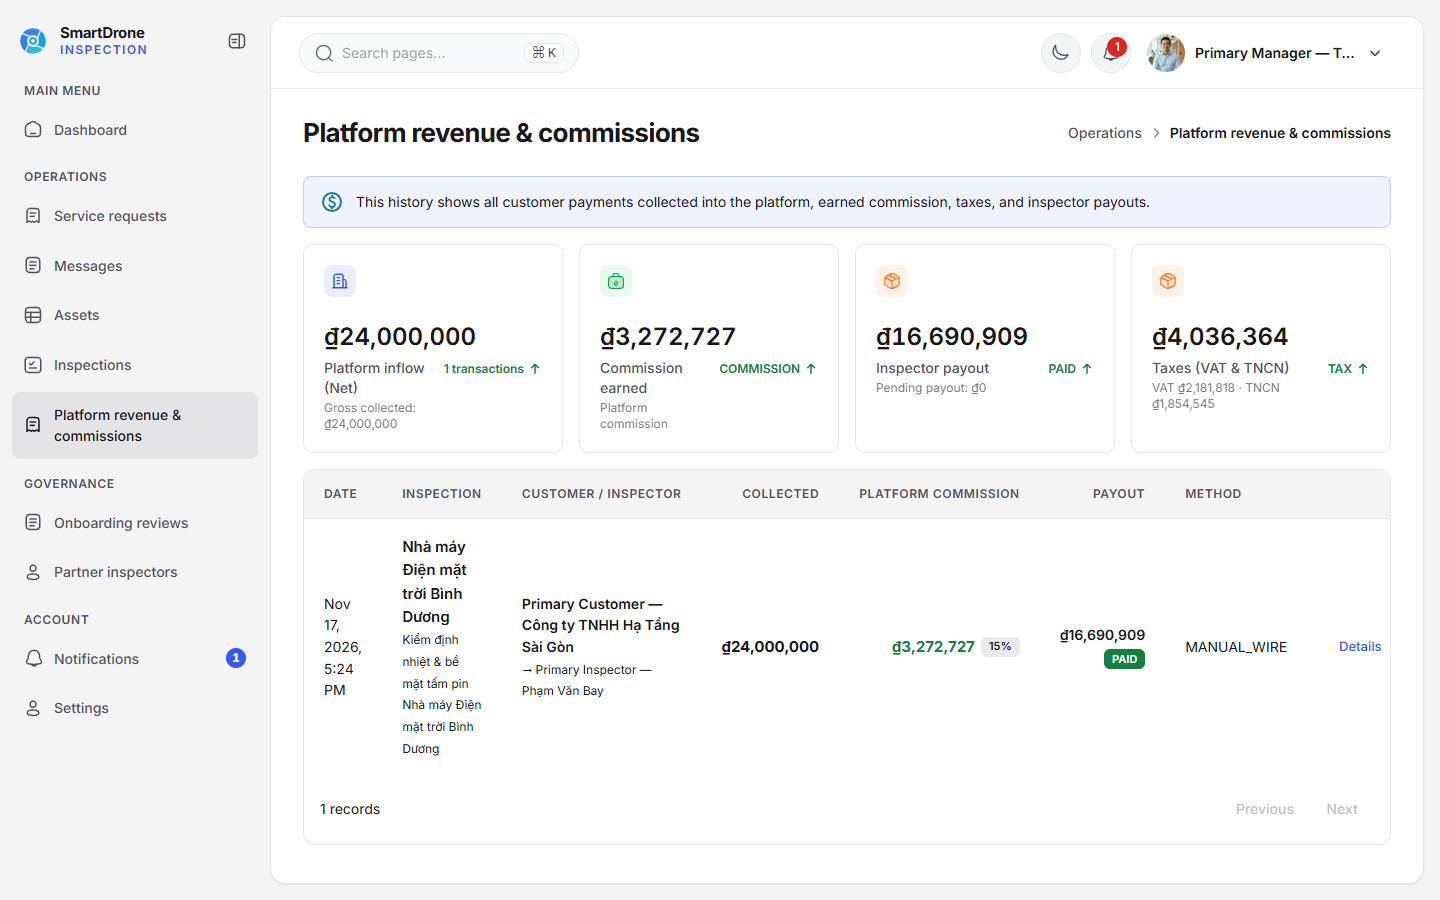 SmartDrone
INSPECTION
MAIN MENU
Dashboard
OPERATIONS
Service requests
Messages
Assets
Inspections
Platform revenue &
commissions
GOVERNANCE
Onboarding reviews
Partner inspectors
ACCOUNT
Notifications 1
Settings
Search pages... ⌘ K
1
Primary Manager — T...
Platform revenue & commissions
Operations > Platform revenue & commissions
This history shows all customer payments collected into the platform, earned commission, taxes, and inspector payouts.
₫24,000,000
Platform inflow
(Net)
1 transactions ↑
Gross collected:
₫24,000,000
₫3,272,727
Commission
earned
COMMISSION ↑
Platform
commission
₫16,690,909
Inspector payout
PAID ↑
Pending payout: ₫0
₫4,036,364
Taxes (VAT & TNCN)
TAX ↑
VAT ₫2,181,818 · TNCN
₫1,854,545
DATE INSPECTION CUSTOMER / INSPECTOR COLLECTED PLATFORM COMMISSION PAYOUT METHOD
Nov
17,
2026,
5:24
PM
Nhà máy
Điện mặt
trời Bình
Dương
Kiểm định
nhiệt & bề
mặt tấm pin
Nhà máy Điện
mặt trời Bình
Dương
Primary Customer —
Công ty TNHH Hạ Tầng
Sài Gòn
→ Primary Inspector —
Phạm Văn Bay
₫24,000,000
₫3,272,727 15%
₫16,690,909
PAID
MANUAL_WIRE
Details
1 records
Previous Next